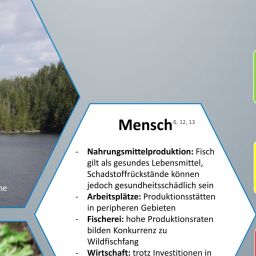 Mensch 6, 12, 13
- Nahrungsmittelproduktion: Fisch
gilt als gesundes Lebensmittel,
Schadstoffrückstände können
jedoch gesundheitsschädlich sein
- Arbeitsplätze: Produktionsstätten
in peripheren Gebieten
- Fischerei: hohe Produktionsraten
bilden Konkurrenz zu
Wildfischfang
- Wirtschaft: trotz Investitionen in
ne